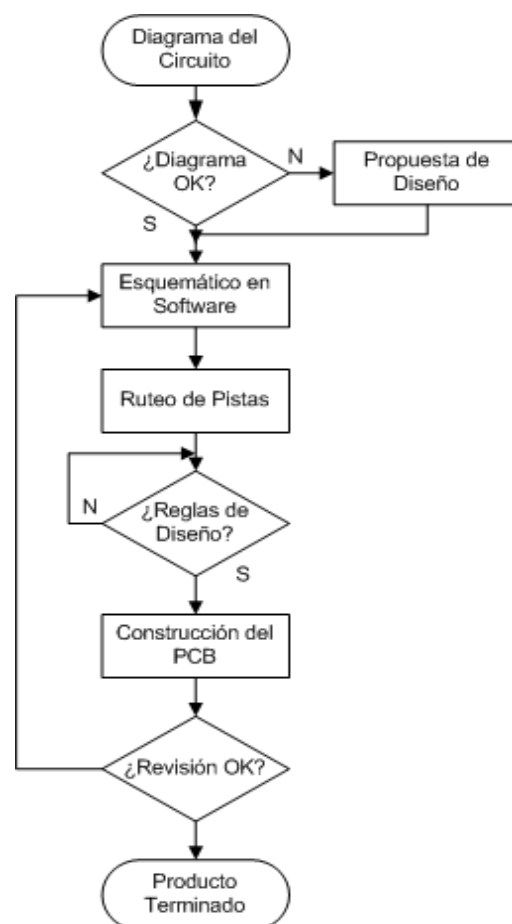 Diagrama del
Circuito
¿Diagrama
OK?
N
Propuesta de
Diseño
S
Esquemático en
Software
Ruteo de Pistas
N
¿Reglas de
Diseño?
S
Construcción del
PCB
¿Revisión OK?
Producto
Terminado